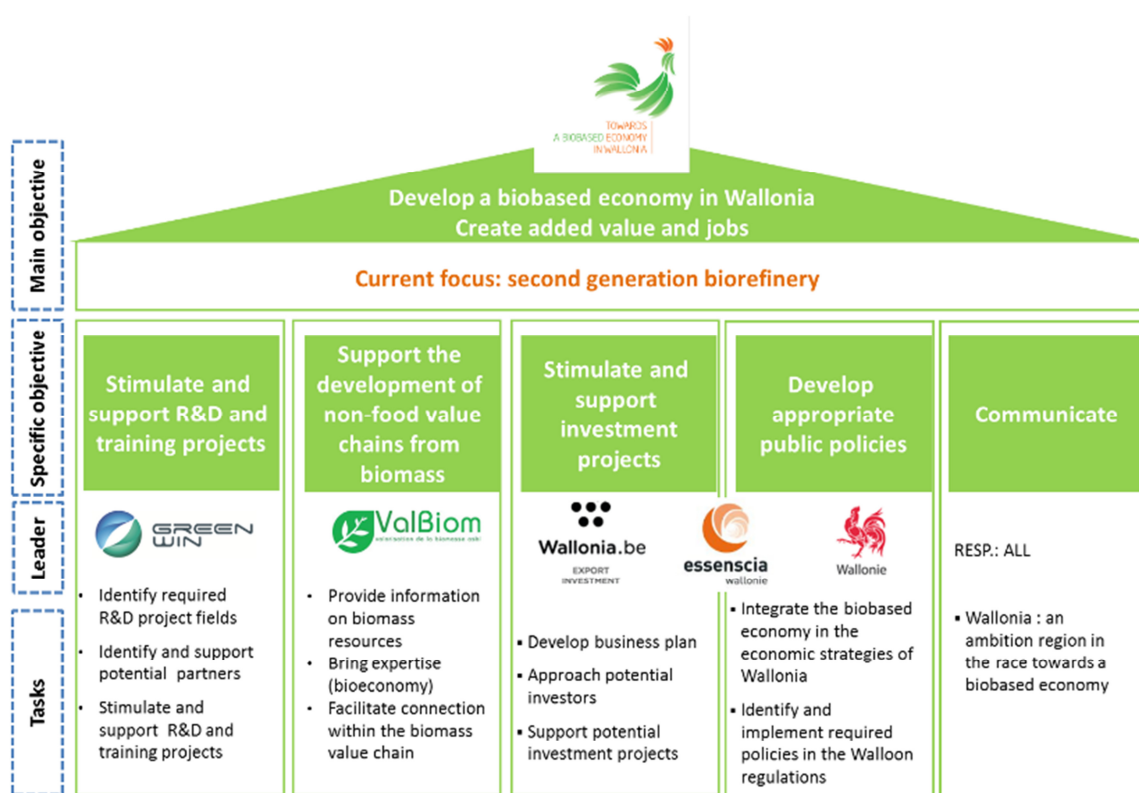 TOWARDS
A BIOBASED ECONOMY
IN WALLONIA
Main objective
Develop a biobased economy in Wallonia
Create added value and jobs
Current focus: second generation biorefinery
Specific objective
Stimulate and
support R&D and
training projects
Support the
development of
non-food value
chains from
biomass
Stimulate and
support
investment
projects
Develop
appropriate
public policies
Communicate
Leader
GREEN
WIN
ValBiom
valorisation de la biomasse asbl
Wallonia.be
EXPORT
INVESTMENT
essenscia
wallonie
Wallonie
RESP.: ALL
Tasks
• Identify required
R&D project fields
• Identify and support
potential partners
• Stimulate and
support R&D and
training projects
• Provide information
on biomass
resources
• Bring expertise
(bioeconomy)
• Facilitate connection
within the biomass
value chain
▪ Develop business plan
▪ Approach potential
investors
▪ Support potential
investment projects
▪ Integrate the biobased
economy in the
economic strategies of
Wallonia
▪ Identify and
implement required
policies in the Walloon
regulations
▪ Wallonia : an
ambition region in
the race towards a
biobased economy